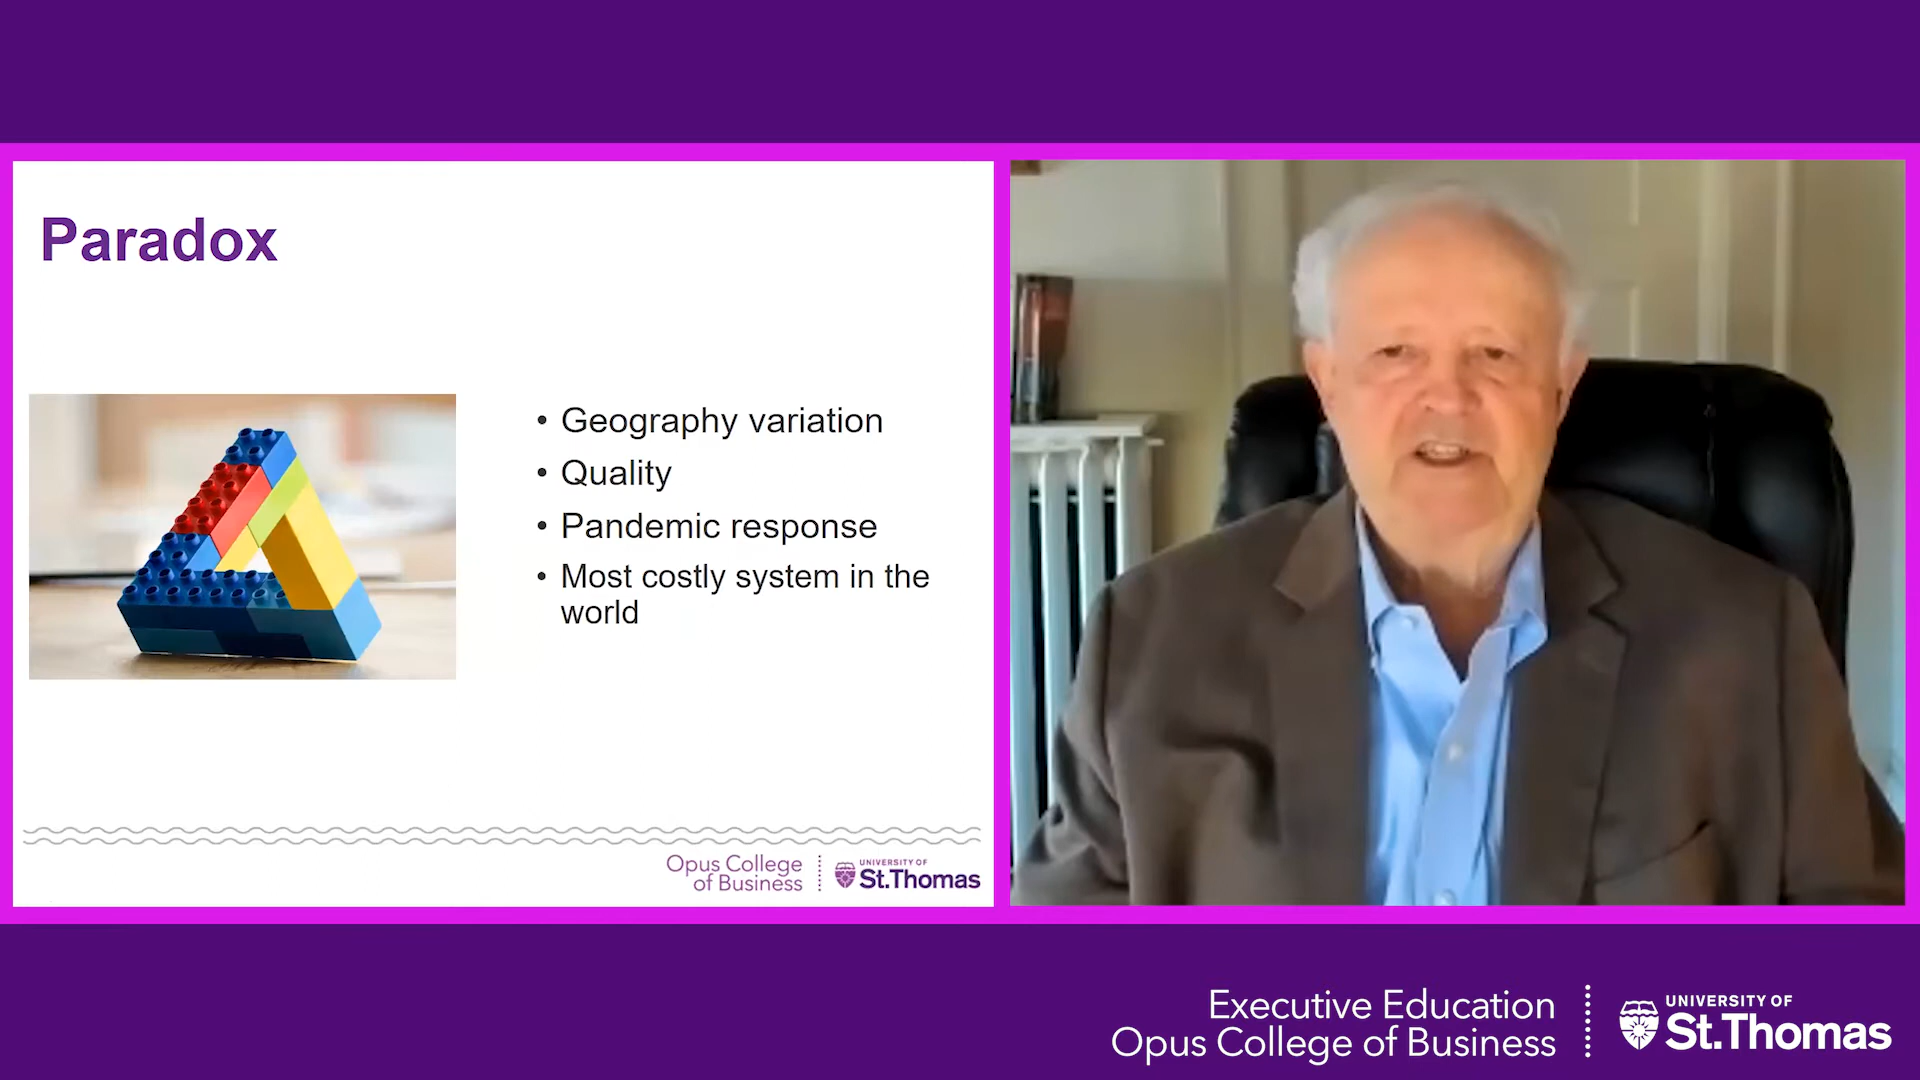 Paradox
• Geography variation
• Quality
• Pandemic response
• Most costly system in the
world
Opus College
of Business
UNIVERSITY OF
St.Thomas
Executive Education
Opus College of Business
UNIVERSITY OF
St.Thomas